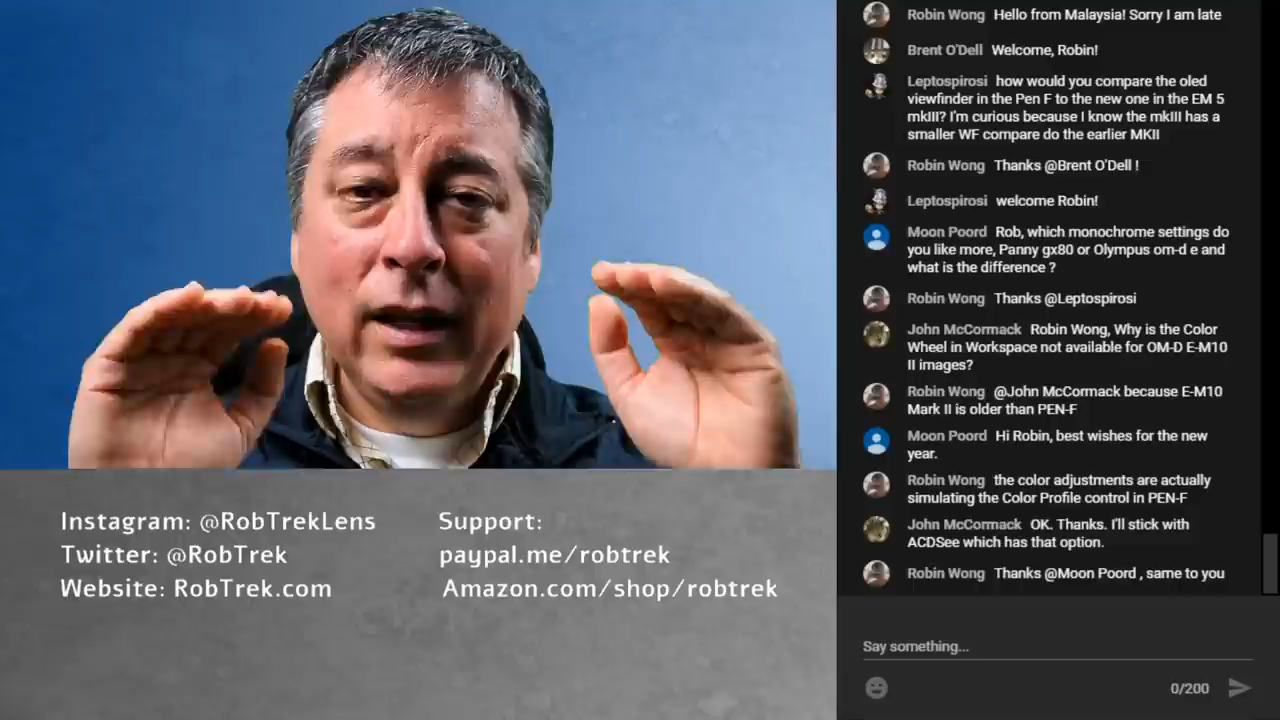 Instagram: @RobTrekLens
Twitter: @RobTrek
Website: RobTrek.com
Support:
paypal.me/robtrek
Amazon.com/shop/robtrek
Robin Wong Hello from Malaysia! Sorry I am late
Brent O'Dell Welcome, Robin!
Leptospirosi how would you compare the oled
viewfinder in the Pen F to the new one in the EM 5
mkIII? I'm curious because I know the mkIII has a
smaller WF compare do the earlier MKII
Robin Wong Thanks @Brent O'Dell !
Leptospirosi welcome Robin!
Moon Poord Rob, which monochrome settings do
you like more, Panny gx80 or Olympus om-d e and
what is the difference ?
Robin Wong Thanks @Leptospirosi
John McCormack Robin Wong, Why is the Color
Wheel in Workspace not available for OM-D E-M10
II images?
Robin Wong @John McCormack because E-M10
Mark II is older than PEN-F
Moon Poord Hi Robin, best wishes for the new
year.
Robin Wong the color adjustments are actually
simulating the Color Profile control in PEN-F
John McCormack OK. Thanks. I'll stick with
ACDSee which has that option.
Robin Wong Thanks @Moon Poord , same to you
Say something...
0/200